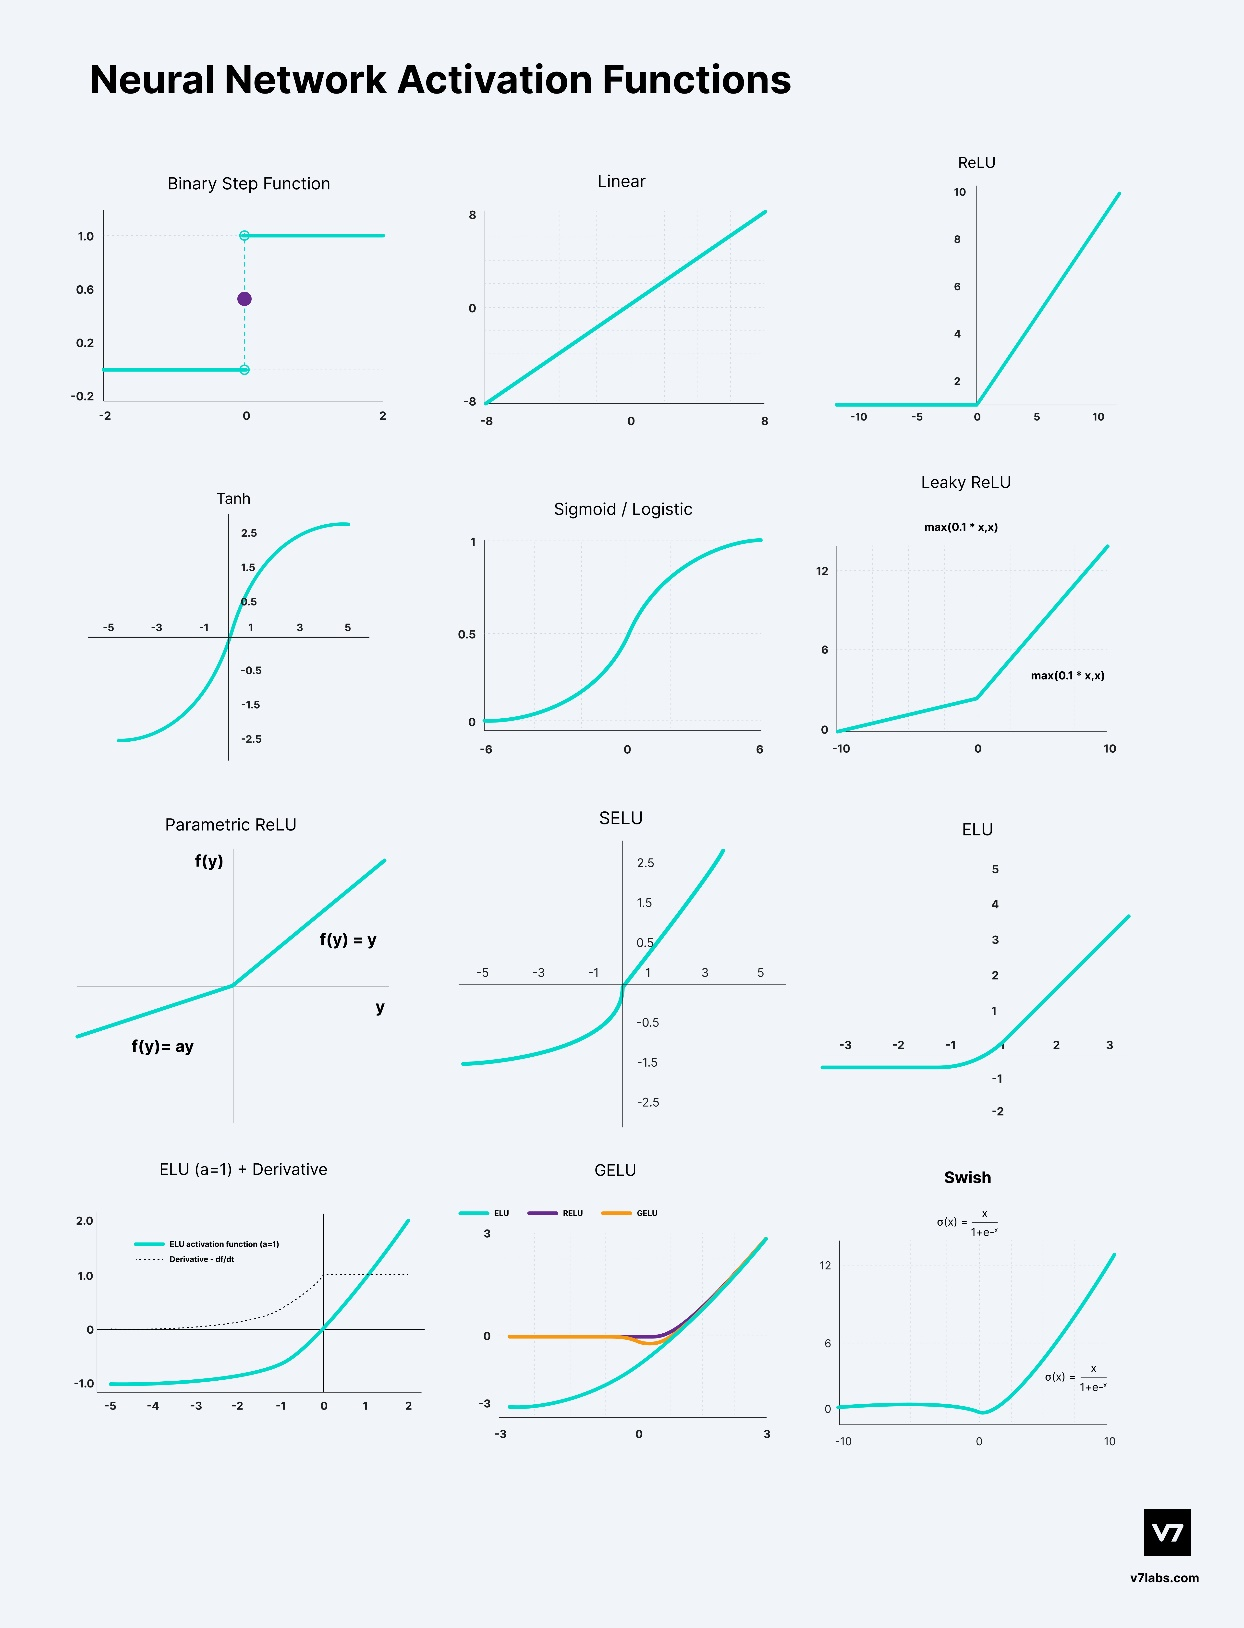 Neural Network Activation Functions
Binary Step Function
1.0
0.6
0.2
-0.2
-2 0 2
Linear
8
0
-8
-8 0 8
ReLU
10
8
6
4
2
-10 -5 0 5 10
Tanh
2.5
1.5
0.5
-5 -3 -1 1 3 5
-0.5
-1.5
-2.5
Sigmoid / Logistic
1
0.5
0
-6 0 6
Leaky ReLU
max(0.1 * x,x)
12
6
max(0.1 * x,x)
0
-10 0 10
Parametric ReLU
f(y)
f(y) = y
y
f(y)= ay
SELU
2.5
1.5
0.5
-5 -3 -1 1 3 5
-0.5
-1.5
-2.5
ELU
5
4
3
2
1
-3 -2 -1 1 2 3
-1
-2
ELU (a=1) + Derivative
2.0
ELU activation function (a=1)
Derivative - df/dt
1.0
0
-1.0
-5 -4 -3 -2 -1 0 1 2
GELU
ELU RELU GELU
3
0
-3
-3 0 3
Swish
σ(x) = x
1+e-ˣ
12
6
σ(x) = x
1+e-ˣ
0
-10 0 10
V7
v7labs.com